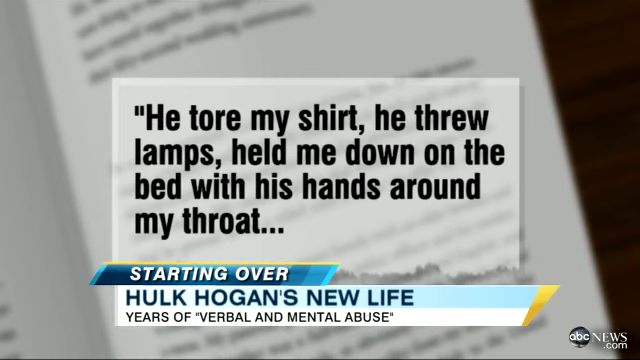 "He tore my shirt, he threw
lamps, held me down on the
bed with his hands around
my throat...
STARTING OVER
HULK HOGAN'S NEW LIFE
YEARS OF "VERBAL AND MENTAL ABUSE"
abc NEWS
.com